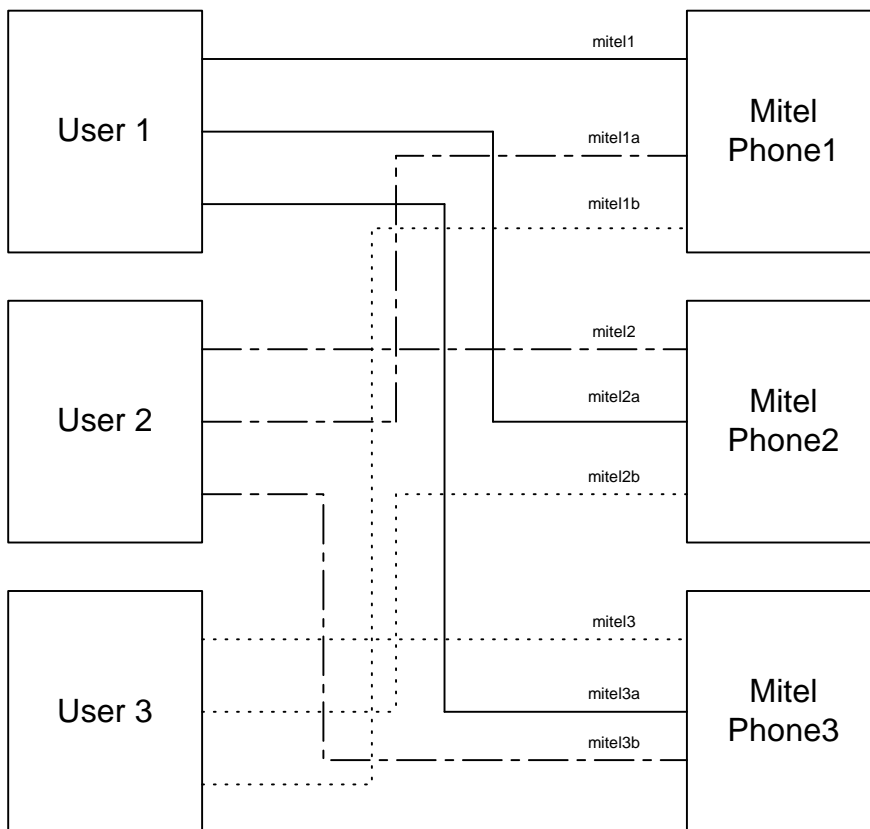 mitel1
User 1
Mitel
Phone1
mitel1a
mitel1b
mitel2
User 2
mitel2a
Mitel
Phone2
mitel2b
mitel3
User 3
mitel3a
Mitel
Phone3
mitel3b